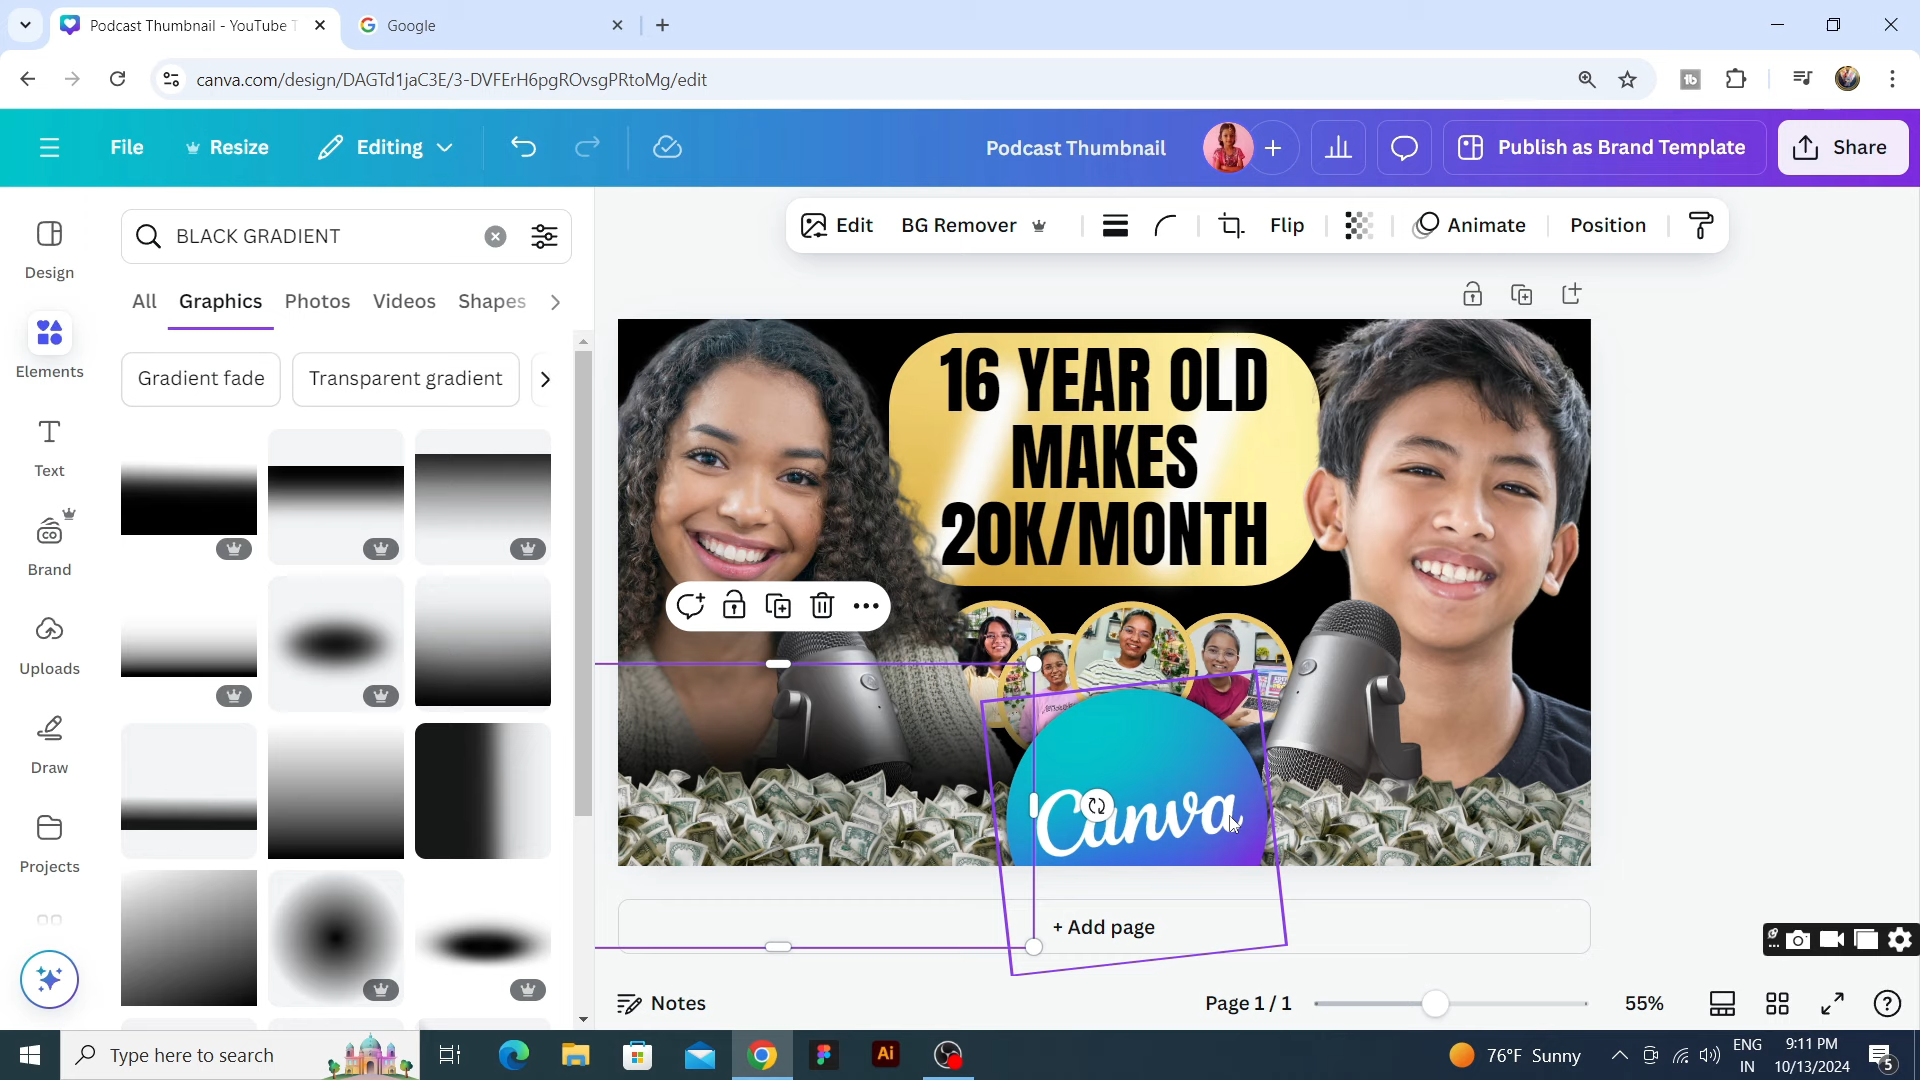 Podcast Thumbnail - YouTube T
Google
canva.com/design/DAGTd1jaC3E/3-DVFErH6pgROvsgPRtoMg/edit
File
Resize
Editing
Podcast Thumbnail
Publish as Brand Template
Share
BLACK GRADIENT
Edit
BG Remover
Flip
Animate
Position
Design
Elements
Text
Brand
Uploads
Draw
Projects
All
Graphics
Photos
Videos
Shapes
Gradient fade
Transparent gradient
16 YEAR OLD
MAKES
20K/MONTH
Canva
+ Add page
Notes
Page 1 / 1
55%
Type here to search
Ai
76°F Sunny
ENG
IN
9:11 PM
10/13/2024
5